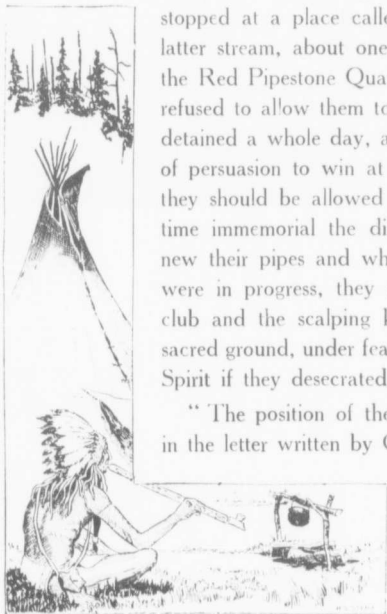 stopped at a place calle
latter stream, about one
the Red Pipestone Qua
refused to allow them to
detained a whole day, a
of persuasion to win at
they should be allowed
time immemorial the di
new their pipes and wh
were in progress, they
club and the scalping
sacred ground, under fea
Spirit if they desecrated
“ The position of the
in the letter written by